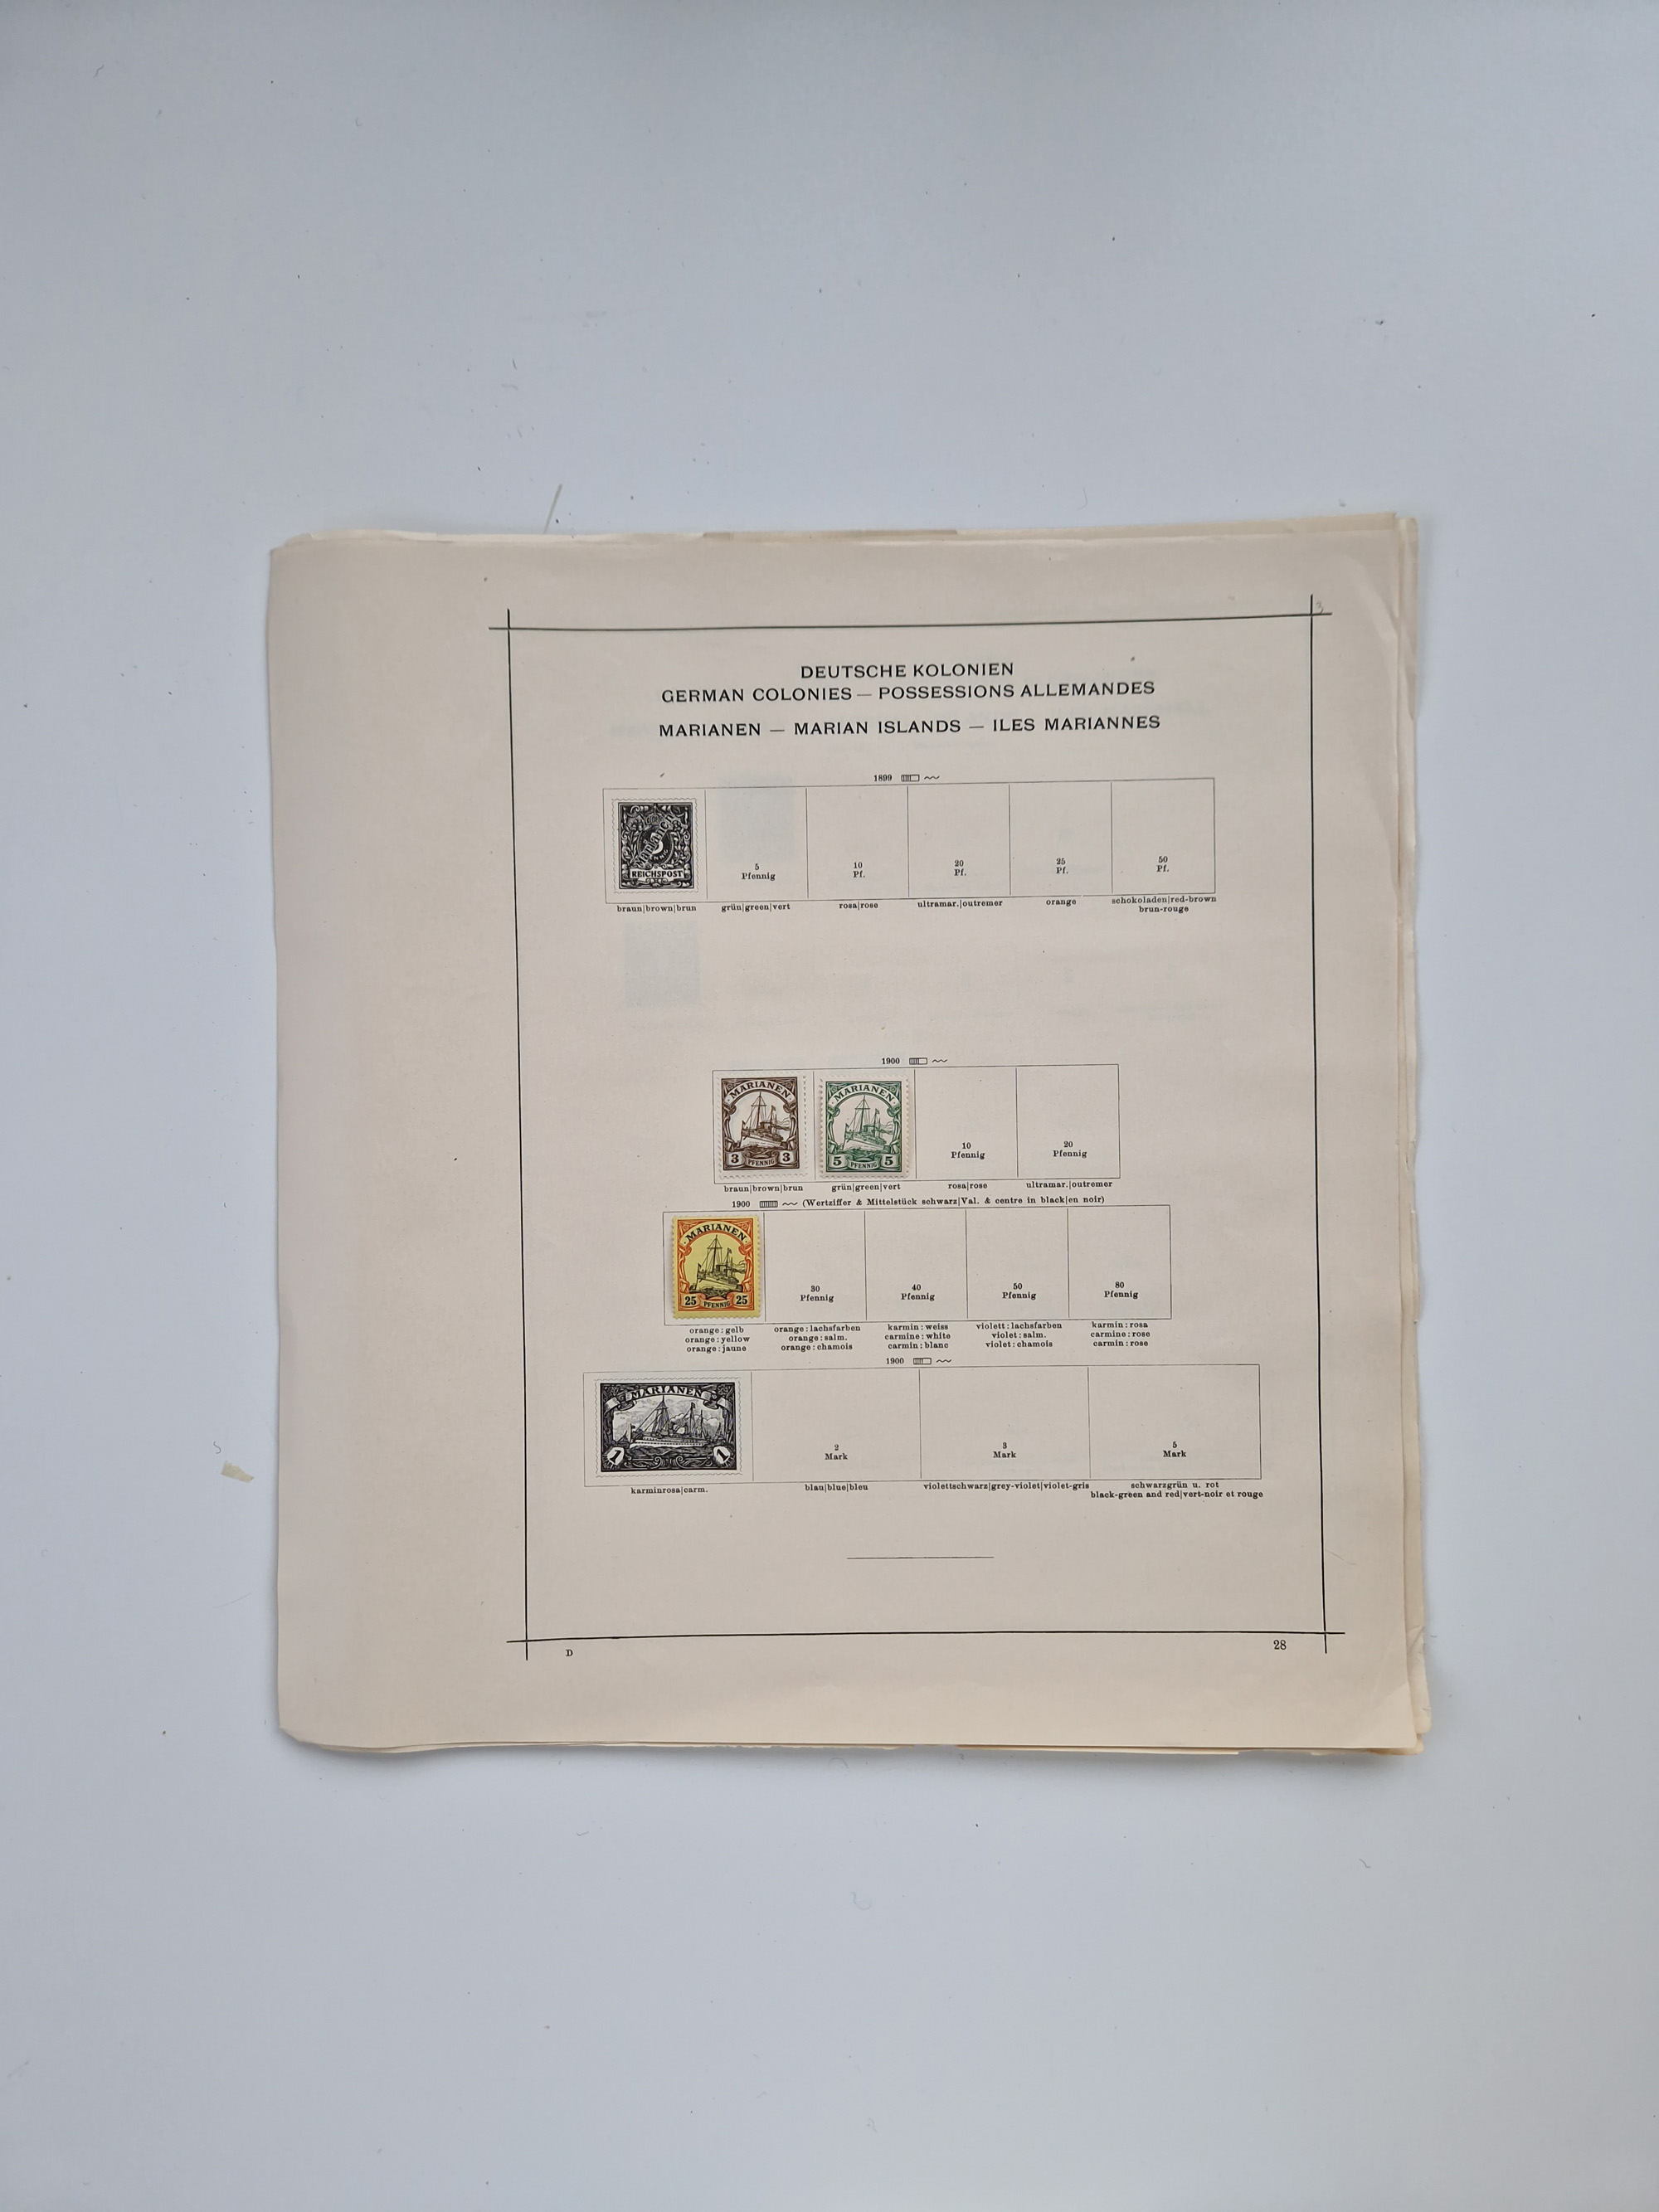 3
DEUTSCHE KOLONIEN
GERMAN COLONIES — POSSESSIONS ALLEMANDES
MARIANEN — MARIAN ISLANDS — ILES MARIANNES
1899
3
REICHSPOST
5
Pfennig
10
Pf.
20
Pf.
25
Pf.
50
Pf.
braun|brown|brun
grün|green|vert
rosa|rose
ultramar.|outremer
orange
schokoladen|red-brown
brun-rouge
1900
MARIANEN
3 PFENNIG 3
MARIANEN
5 PFENNIG 5
10
Pfennig
20
Pfennig
braun|brown|brun
grün|green|vert
rosa|rose
ultramar.|outremer
1900 (Wertziffer & Mittelstück schwarz|Val. & centre in black|en noir)
MARIANEN
25 PFENNIG 25
30
Pfennig
40
Pfennig
50
Pfennig
80
Pfennig
orange:gelb
orange:yellow
orange:jaune
orange:lachsfarben
orange:salm.
orange:chamois
karmin:weiss
carmine:white
carmin:blanc
violett:lachsfarben
violet:salm.
violet:chamois
karmin:rosa
carmine:rose
carmin:rose
1900
MARIANEN
1 1
2
Mark
3
Mark
5
Mark
karminrosa|carm.
blau|blue|bleu
violettschwarz|grey-violet|violet-gris
schwarzgrün u. rot
black-green and red|vert-noir et rouge
D
28